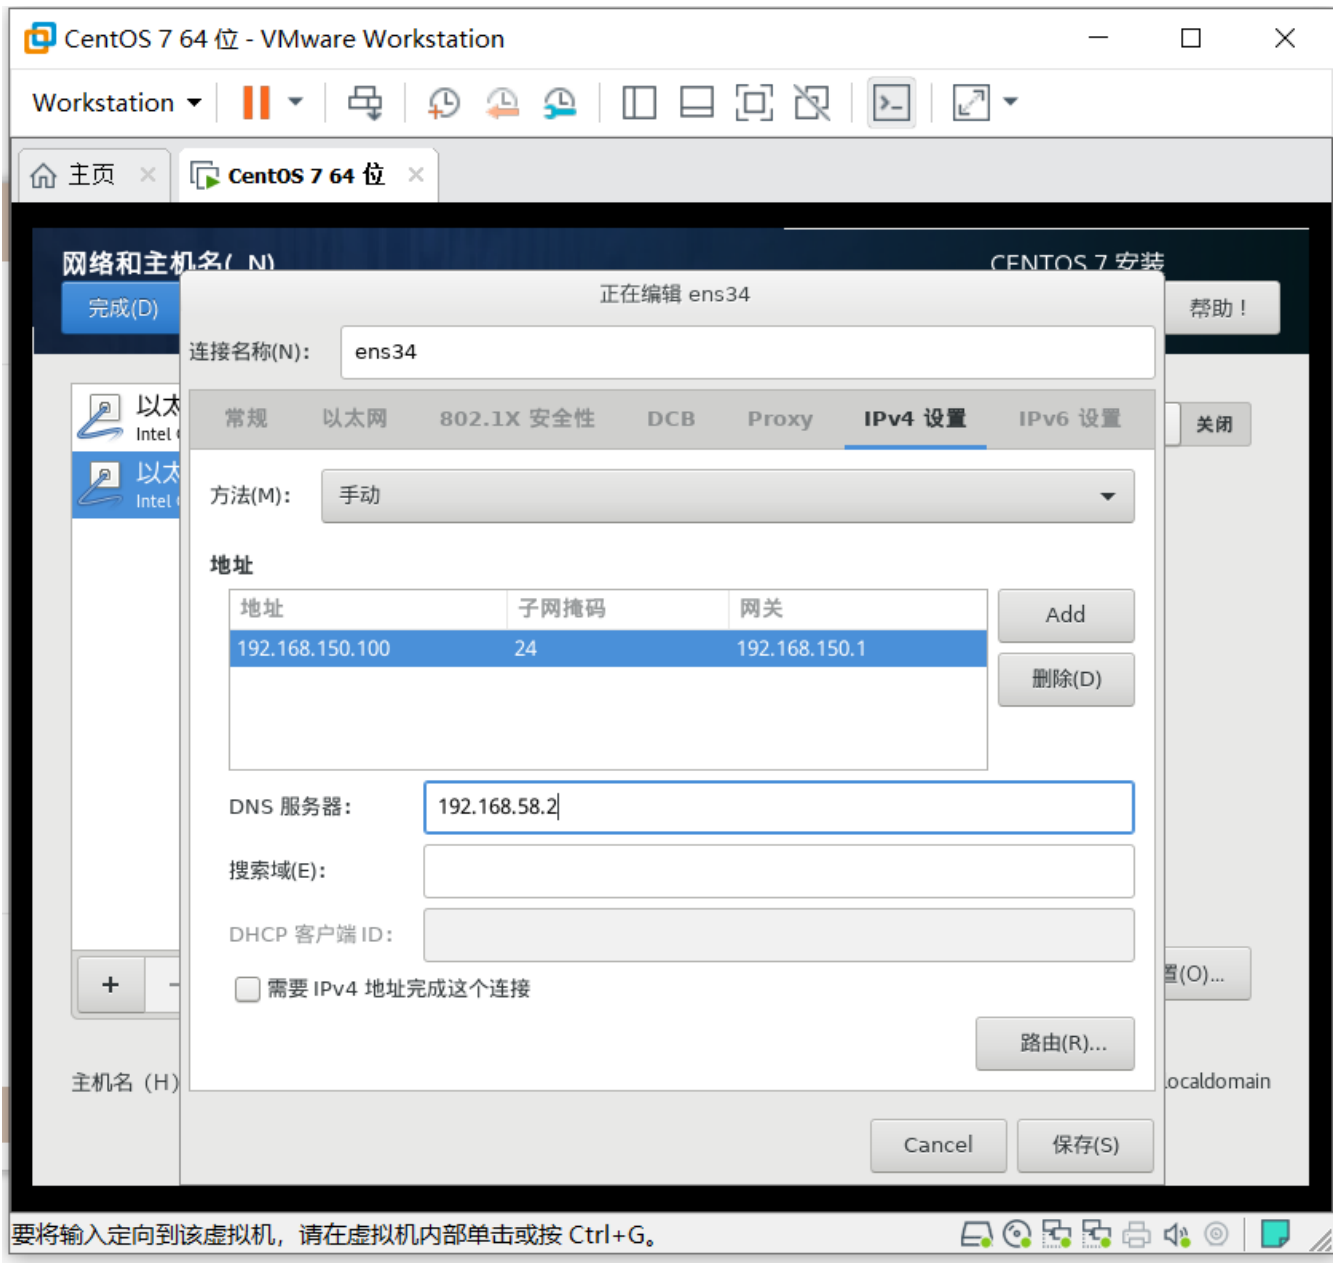 CentOS 7 64 位 - VMware Workstation
Workstation
主页
CentOS 7 64 位
网络和主机名(_N)
CENTOS 7 安装
完成(D)
帮助！
正在编辑 ens34
连接名称(N)：
ens34
以太
Intel
以太
Intel
关闭
常规
以太网
802.1X 安全性
DCB
Proxy
IPv4 设置
IPv6 设置
方法(M)：
手动
地址
地址
子网掩码
网关
192.168.150.100
24
192.168.150.1
Add
删除(D)
DNS 服务器：
192.168.58.2
搜索域(E)：
DHCP 客户端 ID：
需要 IPv4 地址完成这个连接
路由(R)...
置(O)...
主机名（H）
localdomain
Cancel
保存(S)
要将输入定向到该虚拟机，请在虚拟机内部单击或按 Ctrl+G。